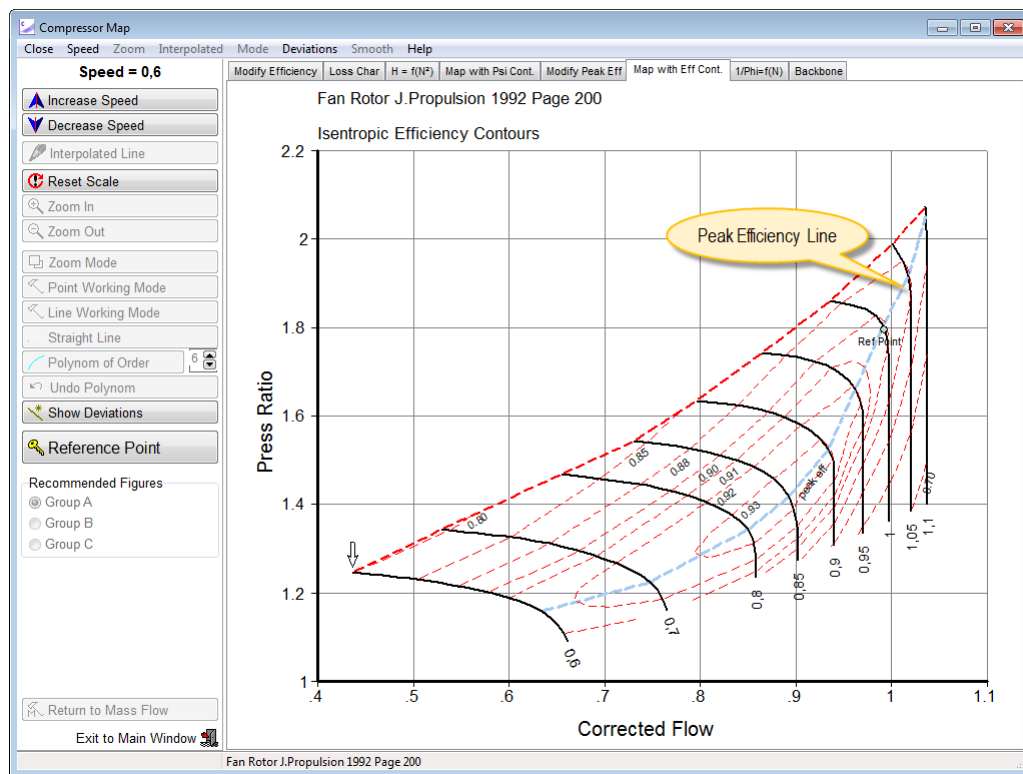 Compressor Map
Close Speed Zoom Interpolated Mode Deviations Smooth Help
Speed = 0,6
Increase Speed
Decrease Speed
Interpolated Line
Reset Scale
Zoom In
Zoom Out
Zoom Mode
Point Working Mode
Line Working Mode
Straight Line
Polynom of Order
6
Undo Polynom
Show Deviations
Reference Point
Recommended Figures
Group A
Group B
Group C
Return to Mass Flow
Exit to Main Window
Modify Efficiency Loss Char H = f(N²) Map with Psi Cont. Modify Peak Eff Map with Eff Cont. 1/Phi=f(N) Backbone
Fan Rotor J.Propulsion 1992 Page 200
Isentropic Efficiency Contours
2.2
2
1.8
1.6
1.4
1.2
1
Press Ratio
Peak Efficiency Line
Ref Point
0.80
0.85
0.88
0.90
0.91
0.92
0.93
peak eff
0.70
0,6
0,7
0,8
0,85
0,9
0,95
1
1,05
1,1
.4 .5 .6 .7 .8 .9 1 1.1
Corrected Flow
Fan Rotor J.Propulsion 1992 Page 200